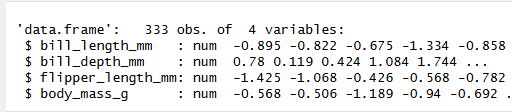 'data.frame':   333 obs. of  4 variables:
 $ bill_length_mm   : num  -0.895 -0.822 -0.675 -1.334 -0.858
 $ bill_depth_mm    : num  0.78 0.119 0.424 1.084 1.744 ...
 $ flipper_length_mm: num  -1.425 -1.068 -0.426 -0.568 -0.782
 $ body_mass_g      : num  -0.568 -0.506 -1.189 -0.94 -0.692 .